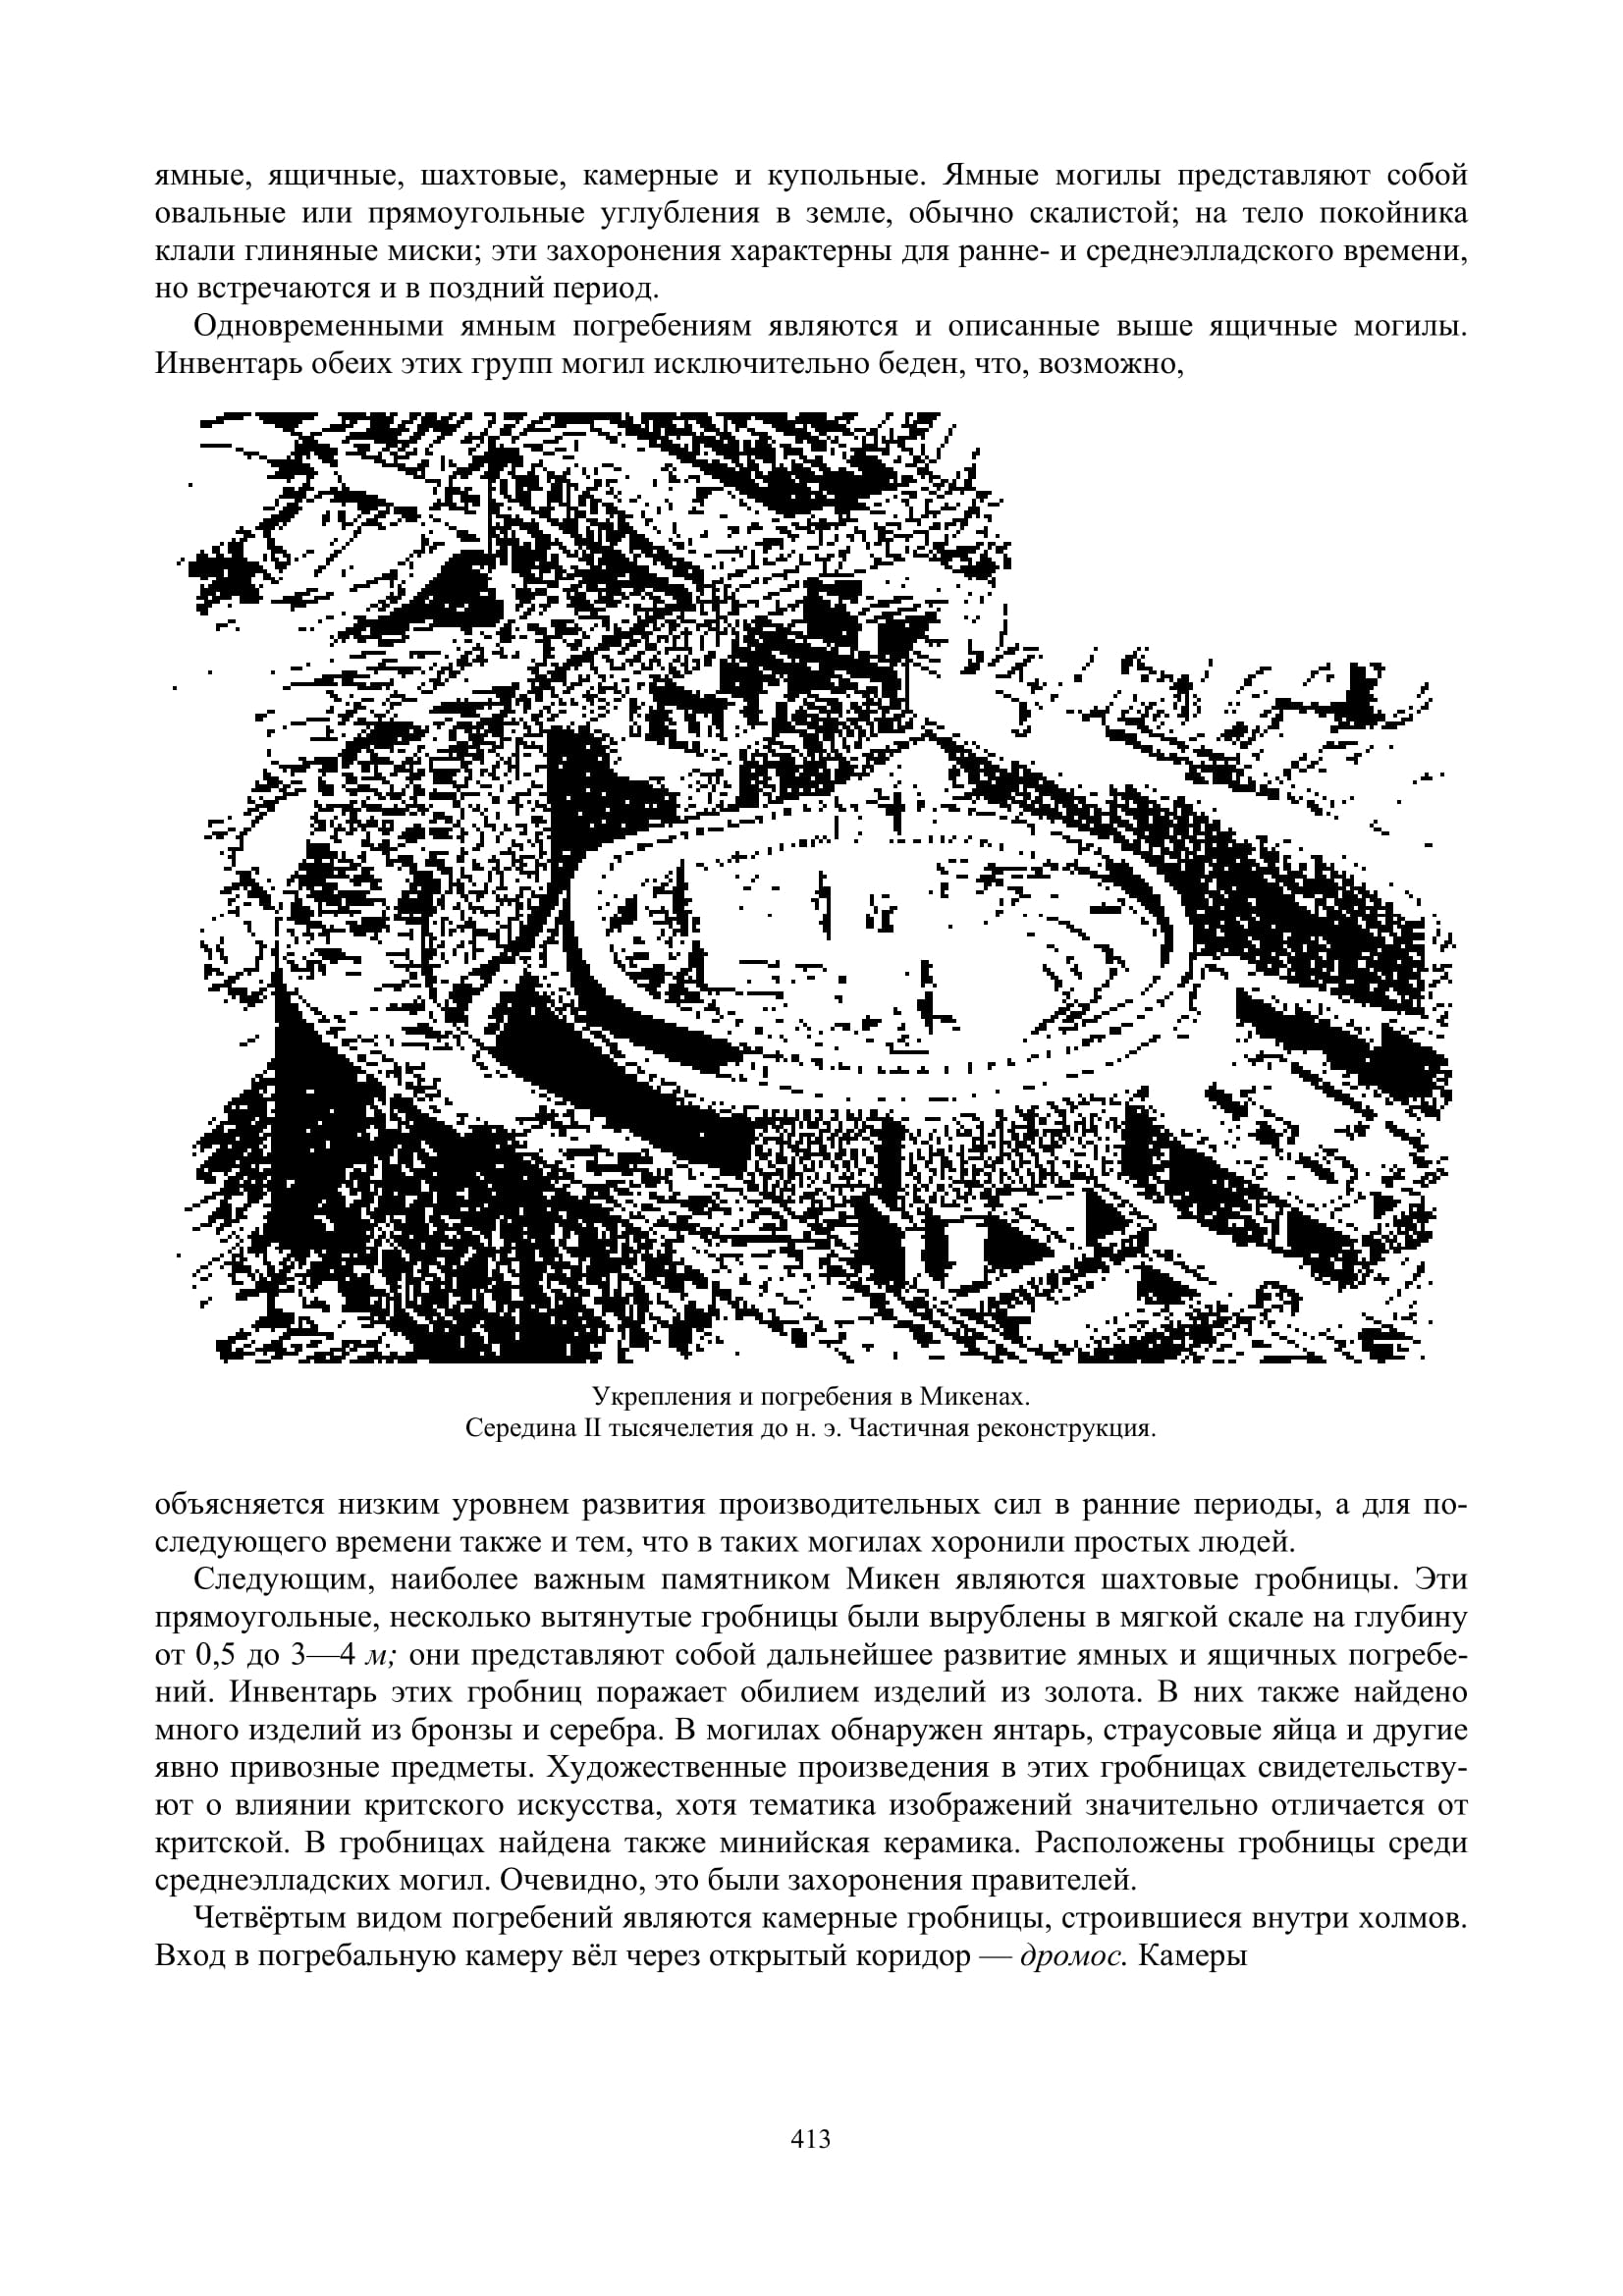 ямные, ящичные, шахтовые, камерные и купольные. Ямные могилы представляют собой
овальные или прямоугольные углубления в земле, обычно скалистой; на тело покойника
клали глиняные миски; эти захоронения характерны для ранне- и среднеэлладского времени,
но встречаются и в поздний период.
Одновременными ямным погребениям являются и описанные выше ящичные могилы.
Инвентарь обеих этих групп могил исключительно беден, что, возможно,
Укрепления и погребения в Микенах.
Середина II тысячелетия до н. э. Частичная реконструкция.
объясняется низким уровнем развития производительных сил в ранние периоды, а для по-
следующего времени также и тем, что в таких могилах хоронили простых людей.
Следующим, наиболее важным памятником Микен являются шахтовые гробницы. Эти
прямоугольные, несколько вытянутые гробницы были вырублены в мягкой скале на глубину
от 0,5 до 3—4 м; они представляют собой дальнейшее развитие ямных и ящичных погребе-
ний. Инвентарь этих гробниц поражает обилием изделий из золота. В них также найдено
много изделий из бронзы и серебра. В могилах обнаружен янтарь, страусовые яйца и другие
явно привозные предметы. Художественные произведения в этих гробницах свидетельству-
ют о влиянии критского искусства, хотя тематика изображений значительно отличается от
критской. В гробницах найдена также минийская керамика. Расположены гробницы среди
среднеэлладских могил. Очевидно, это были захоронения правителей.
Четвёртым видом погребений являются камерные гробницы, строившиеся внутри холмов.
Вход в погребальную камеру вёл через открытый коридор — дромос. Камеры
413